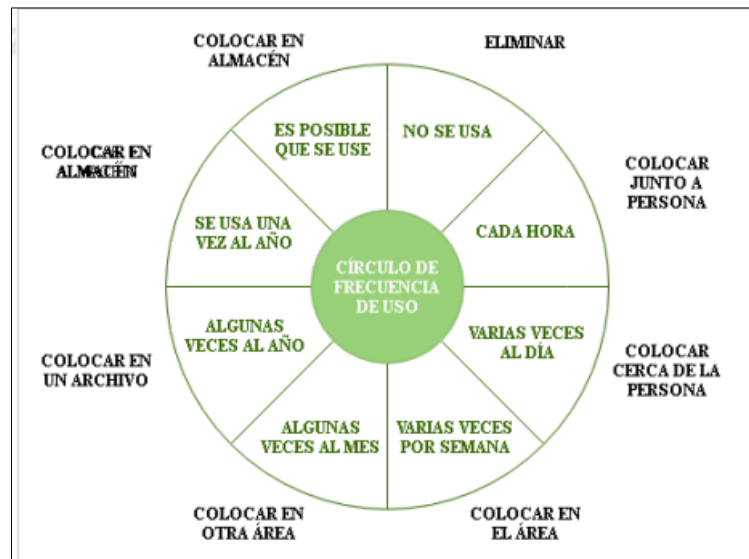 COLOCAR EN
ALMACÉN
ELIMINAR
ES POSIBLE
QUE SE USE
NO SE USA
COLOCAR EN
ALMACÉN
COLOCAR
JUNTO A
PERSONA
SE USA UNA
VEZ AL AÑO
CADA HORA
CÍRCULO DE
FRECUENCIA
DE USO
ALGUNAS
VECES AL AÑO
VARIAS VECES
AL DÍA
COLOCAR EN
UN ARCHIVO
COLOCAR
CERCA DE LA
PERSONA
ALGUNAS
VECES AL MES
VARIAS VECES
POR SEMANA
COLOCAR EN
OTRA ÁREA
COLOCAR EN
EL ÁREA